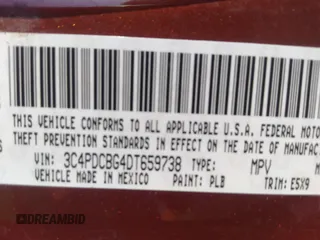 THIS VEHICLE CONFORMS TO ALL APPLICABLE U.S.A. FEDERAL MOTO
THEFT PREVENTION STANDARDS IN EFFECT ON THE DATE OF MANUFAC
VIN: 3C4PDCBG4DT659738 TYPE: MPV
VEHICLE MADE IN MEXICO PAINT: PLB TRIM: E5X9
DREAMBID